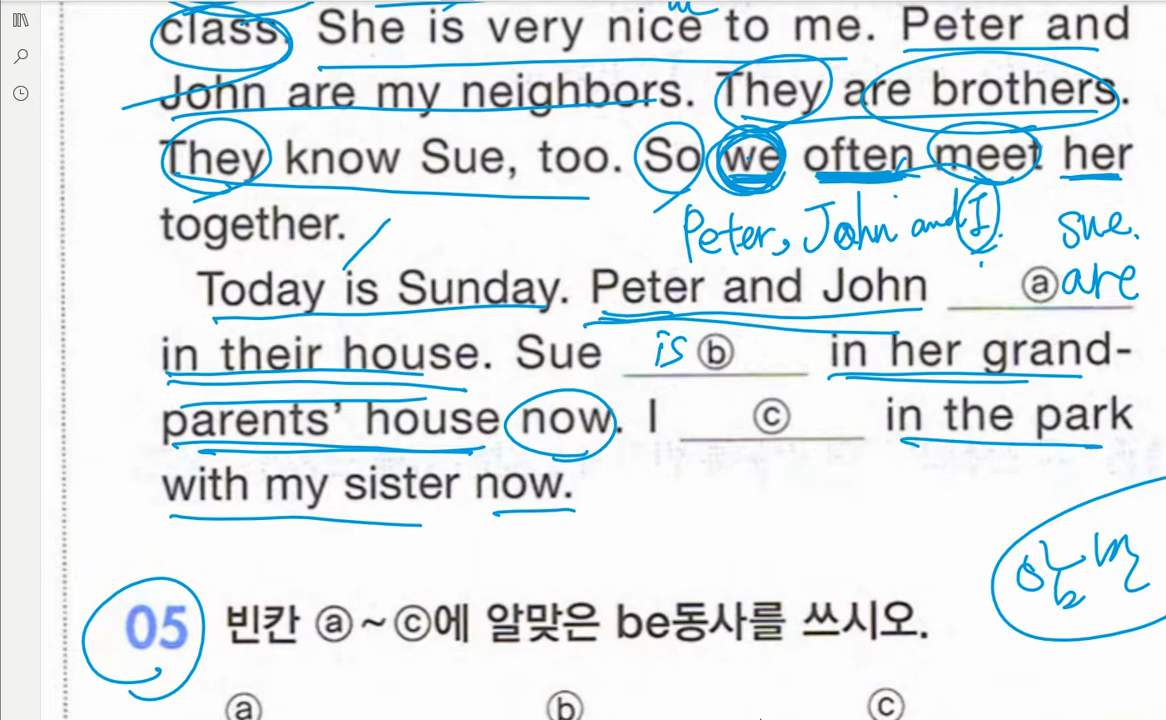 class. She is very nice to me. Peter and
John are my neighbors. They are brothers.
They know Sue, too. So we often meet her
together.
Peter, John and I. Sue.
Today is Sunday. Peter and John ⓐ are
in their house. Sue is ⓑ in her grand-
parents’ house now. I ⓒ in the park
with my sister now.
05 빈칸 ⓐ~ⓒ에 알맞은 be동사를 쓰시오.
ⓐ ⓑ ⓒ